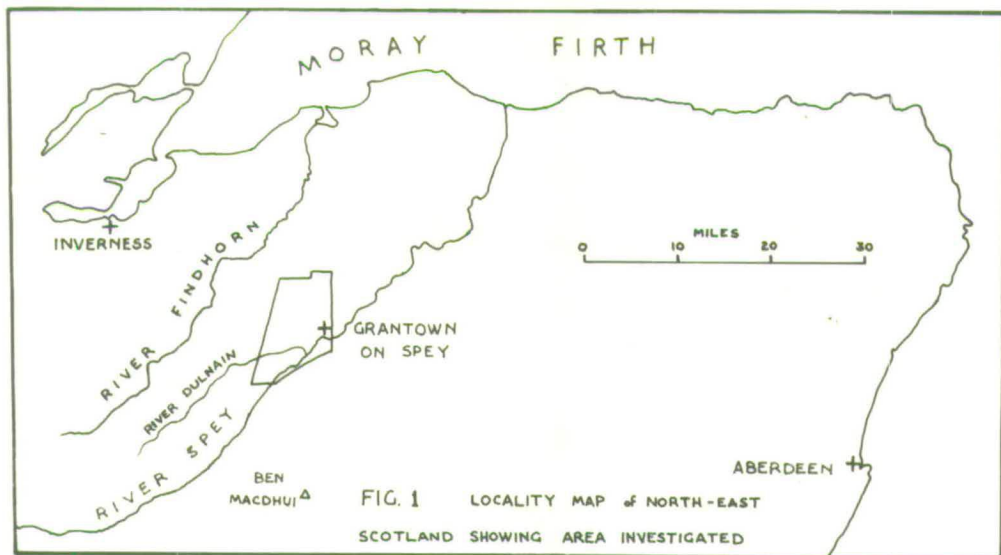 MORAY FIRTH
INVERNESS
RIVER FINDHORN
MILES
0 10 20 30
GRANTOWN
ON SPEY
RIVER DULNAIN
RIVER SPEY
ABERDEEN
BEN
MACDHUI
FIG. 1 LOCALITY MAP of NORTH-EAST
SCOTLAND SHOWING AREA INVESTIGATED